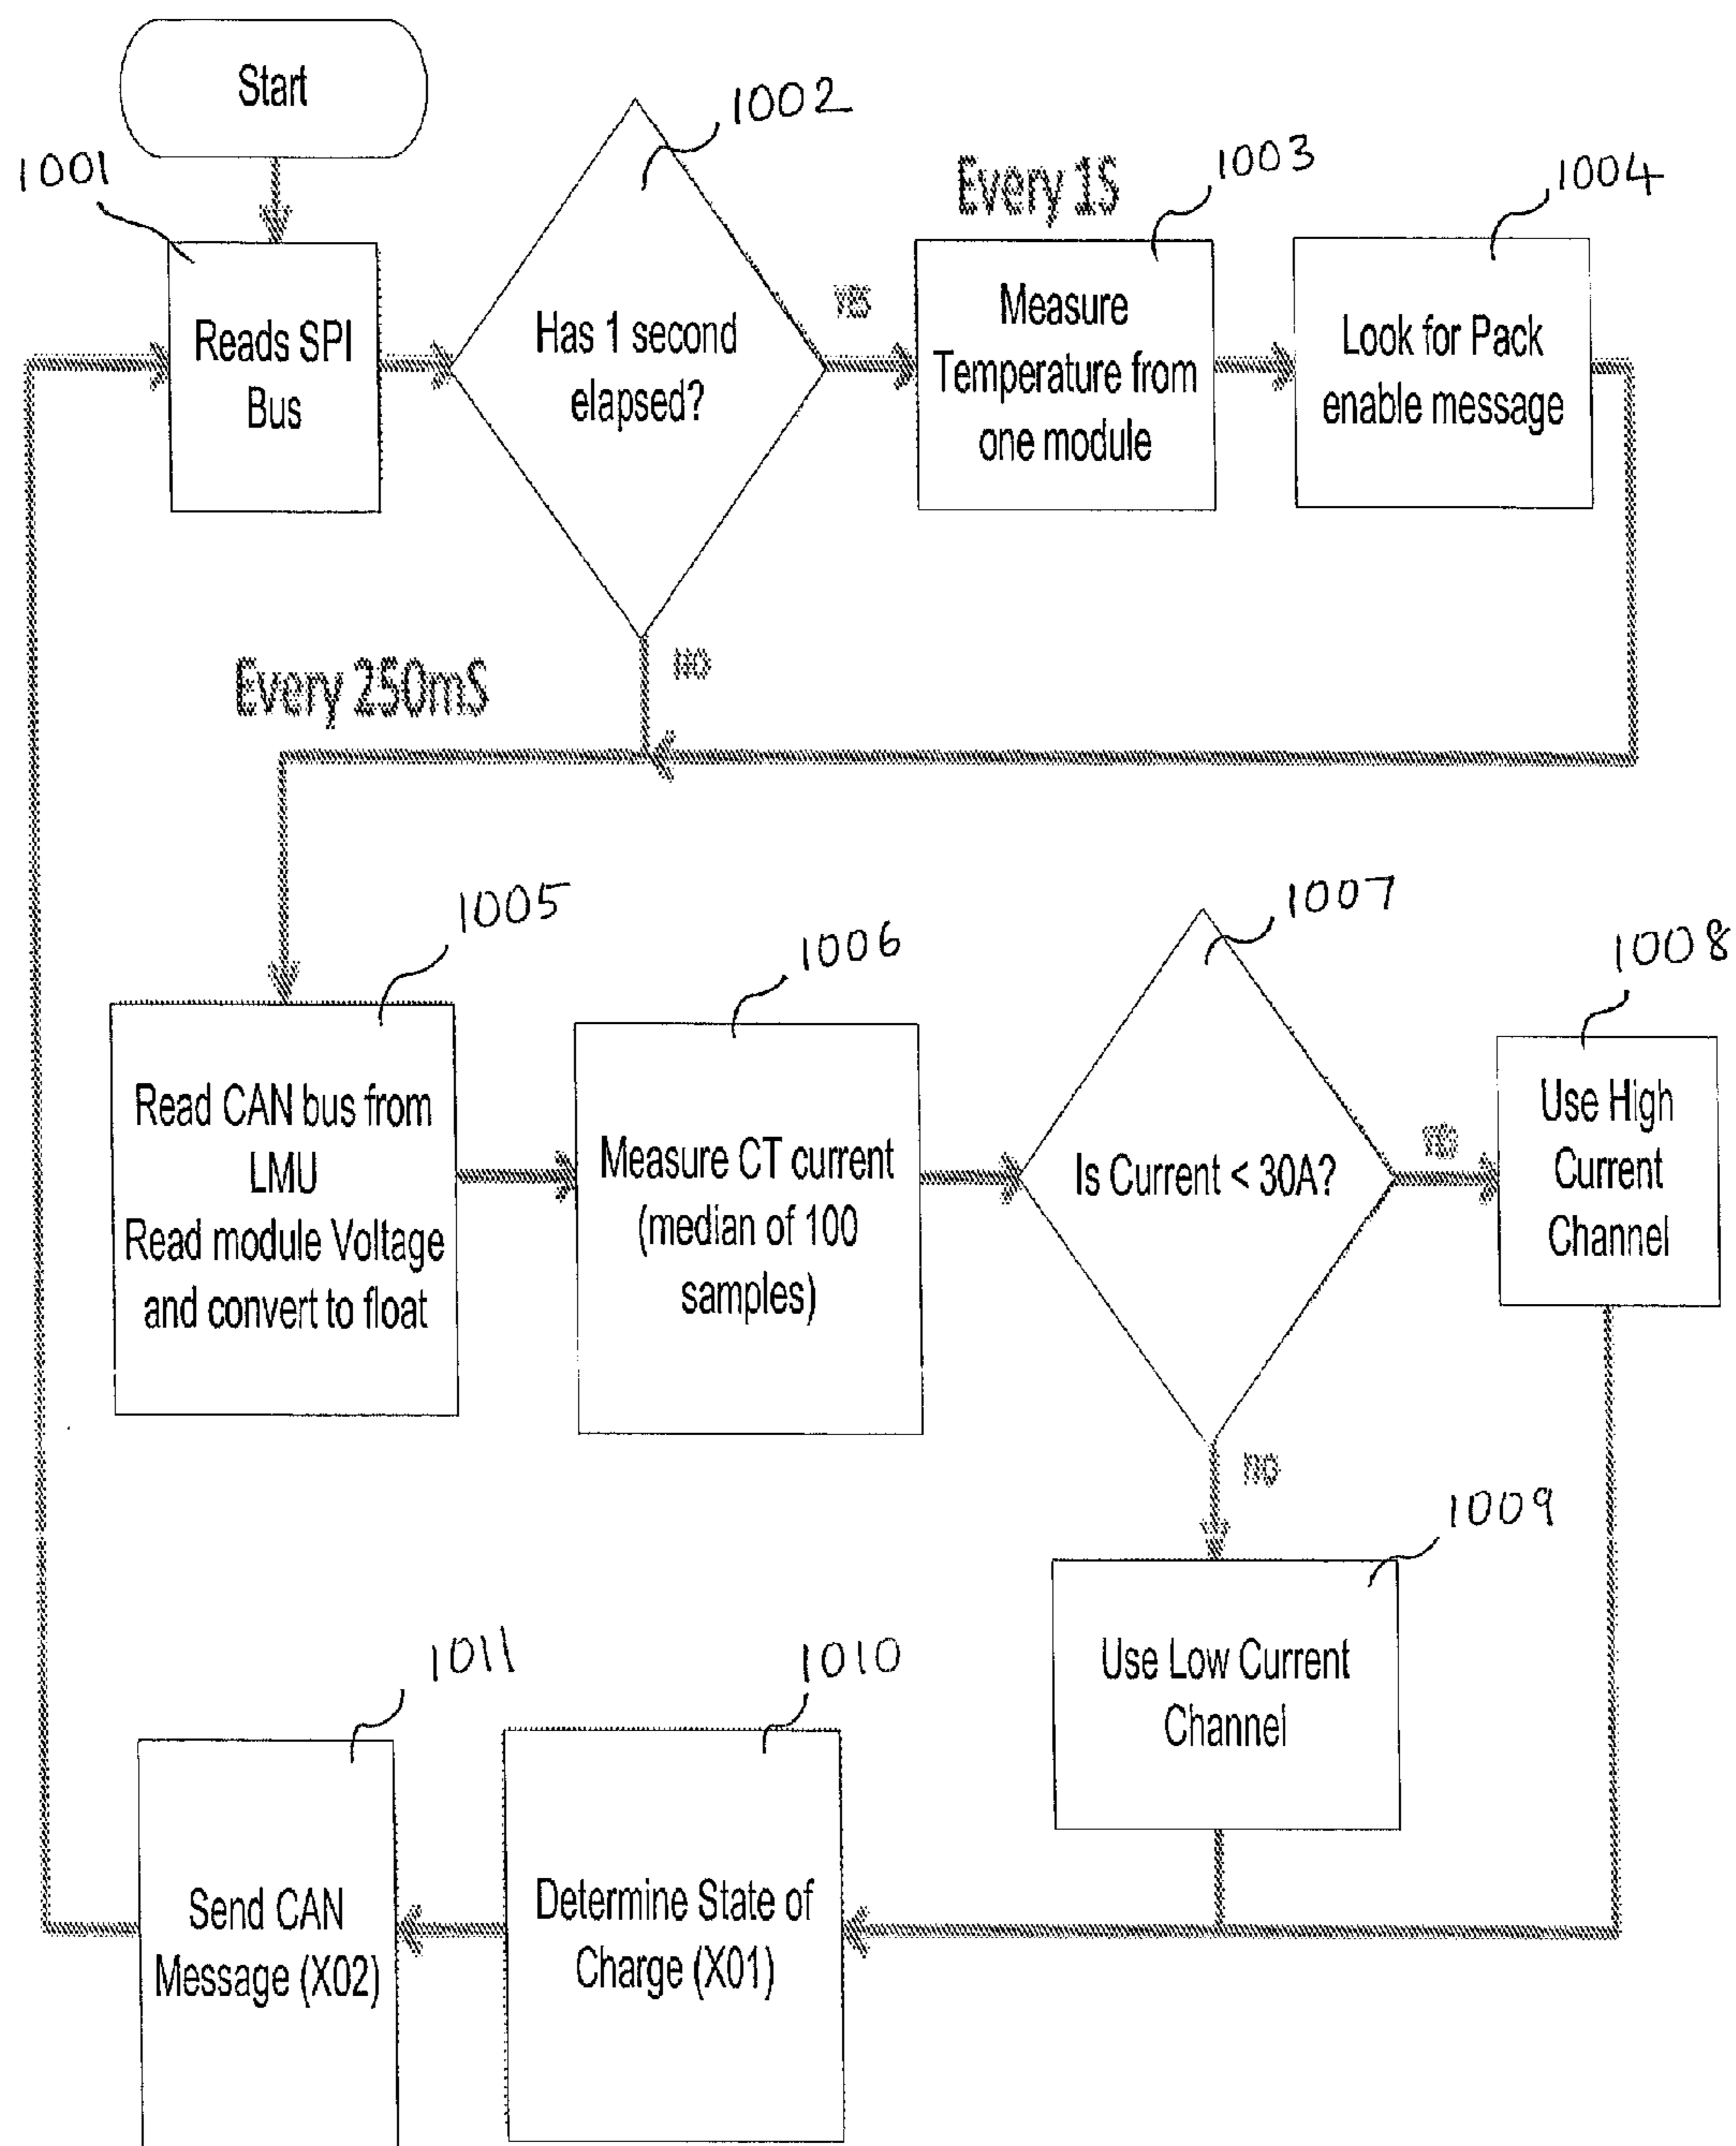 Start
1001
Reads SPI
Bus
1002
Has 1 second
elapsed?
YES
NO
Every 1S
1003
Measure
Temperature from
one module
1004
Look for Pack
enable message
Every 250mS
1005
Read CAN bus from
LMU
Read module Voltage
and convert to float
1006
Measure CT current
(median of 100
samples)
1007
Is Current < 30A?
YES
NO
1008
Use High
Current
Channel
1009
Use Low Current
Channel
1010
Determine State of
Charge (X01)
1011
Send CAN
Message (X02)